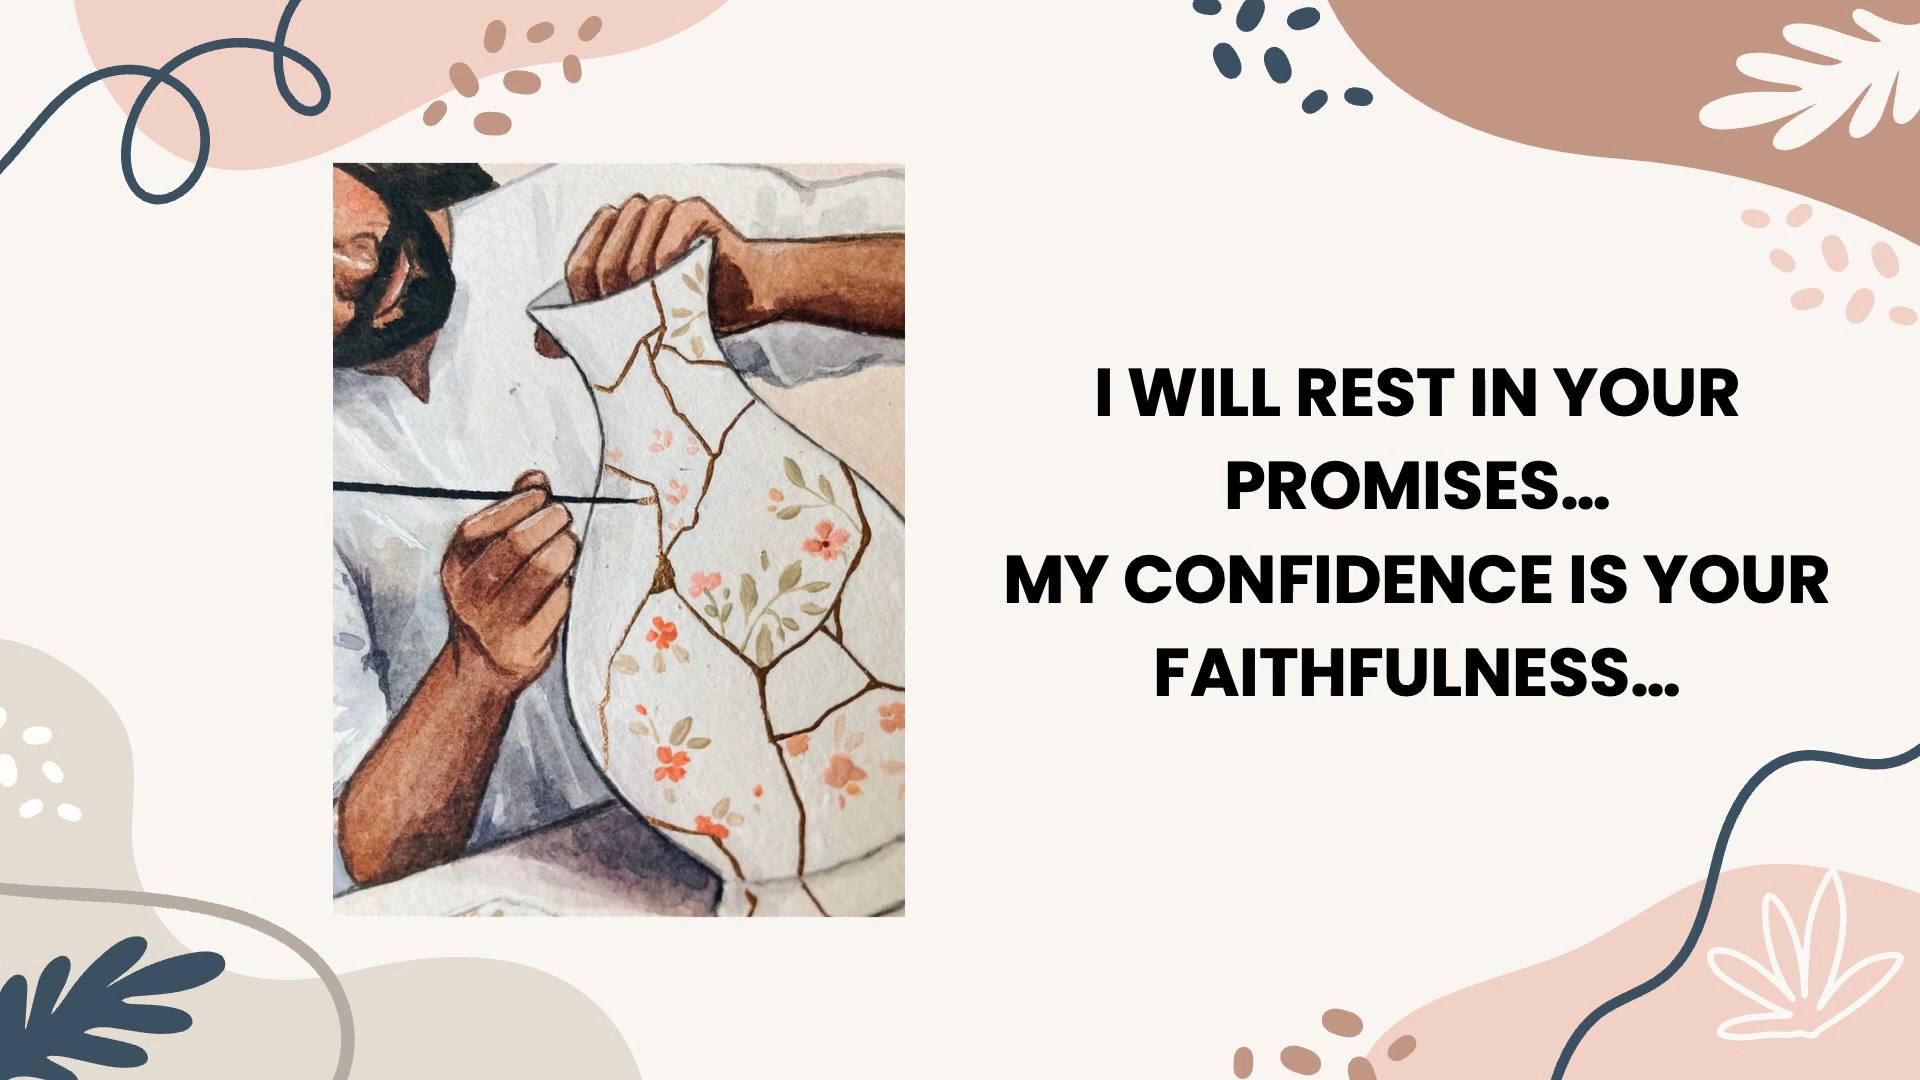 I WILL REST IN YOUR
PROMISES...
MY CONFIDENCE IS YOUR
FAITHFULNESS...